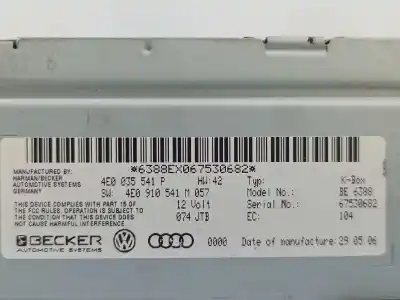 *6388EX067530682*
MANUFACTURED BY:
HARMAN/BECKER
AUTOMOTIVE SYSTEMS
GERMANY
4E0 035 541 P HW:42 Typ: K-Box
SW: 4E0 910 541 M 057 Model No.: BE 6388
THIS DEVICE COMPLIES WITH PART 15 OF
THE FCC RULES. OPERATION IS SUBJECT
TO THE CONDITION THAT THIS DEVICE DOES
NOT CAUSE HARMFUL INTERFERENCE
12 Volt Serial No.: 67530682
074 JTB EC: 104
BECKER
AUTOMOTIVE SYSTEMS
0000 Date of manufacture: 29.05.06